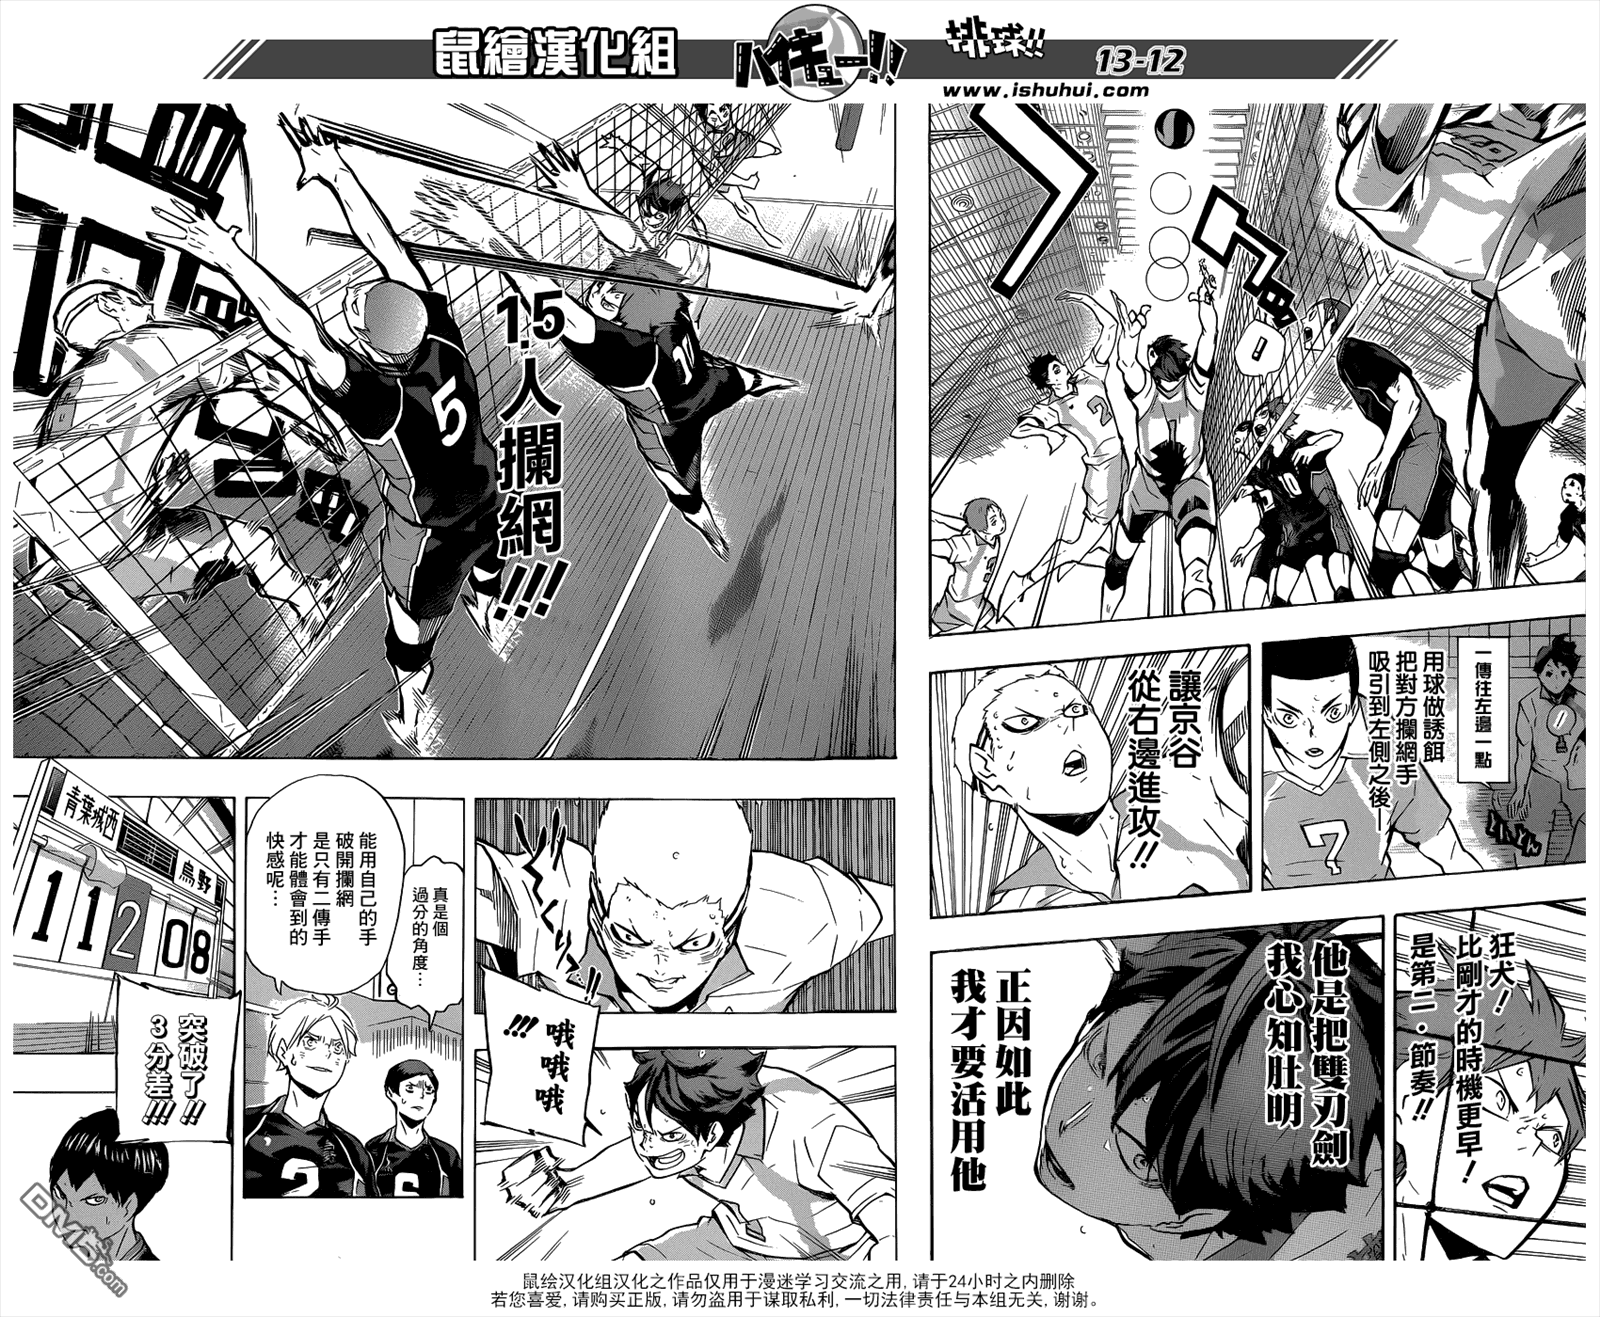 鼠繪漢化組
ハイキュー!!
排球!!
13-12
www.ishuhui.com
!
1
2
10
一傳往左邊一點
用球做誘餌
把對方攔網手
吸引到左側之後—
7
讓京谷
從右邊進攻!!
狂犬!
比剛才的時機更早!
是第二・節奏!!
他是把雙刃劍
我心知肚明
正因如此
我才要活用他
1.5人攔網!!!
5
哦哦哦
!!!
真是個
過分的角度…
能用自己的手
破開攔網
是只有二傳手
才能體會到的
快感呢…
2
6
青葉城西
烏野
11 2 08
突破了!!
3分差!!!
DM5.com
鼠绘汉化组汉化之作品仅用于漫迷学习交流之用,请于24小时之内删除
若您喜爱,请购买正版,请勿盗用于谋取私利,一切法律责任与本组无关,谢谢。